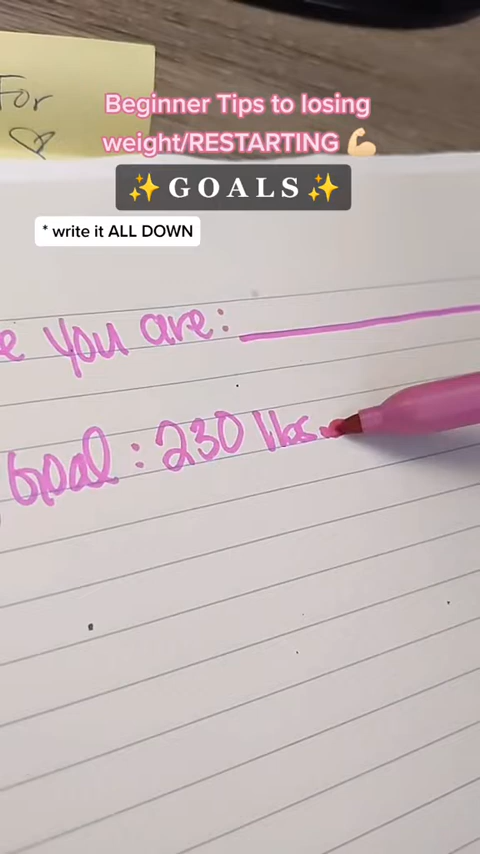 For
Beginner Tips to losing
weight/RESTARTING 💪🏼
✨GOALS✨
* write it ALL DOWN
e you are:
Goal: 230 lbs.